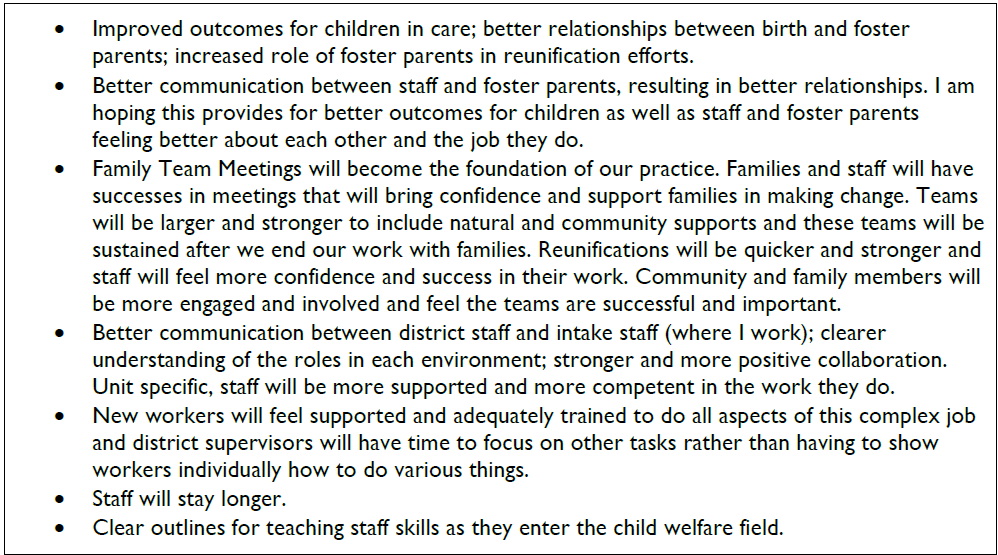 • Improved outcomes for children in care; better relationships between birth and foster
parents; increased role of foster parents in reunification efforts.
• Better communication between staff and foster parents, resulting in better relationships. I am
hoping this provides for better outcomes for children as well as staff and foster parents
feeling better about each other and the job they do.
• Family Team Meetings will become the foundation of our practice. Families and staff will have
successes in meetings that will bring confidence and support families in making change. Teams
will be larger and stronger to include natural and community supports and these teams will be
sustained after we end our work with families. Reunifications will be quicker and stronger and
staff will feel more confidence and success in their work. Community and family members will
be more engaged and involved and feel the teams are successful and important.
• Better communication between district staff and intake staff (where I work); clearer
understanding of the roles in each environment; stronger and more positive collaboration.
Unit specific, staff will be more supported and more competent in the work they do.
• New workers will feel supported and adequately trained to do all aspects of this complex job
and district supervisors will have time to focus on other tasks rather than having to show
workers individually how to do various things.
• Staff will stay longer.
• Clear outlines for teaching staff skills as they enter the child welfare field.